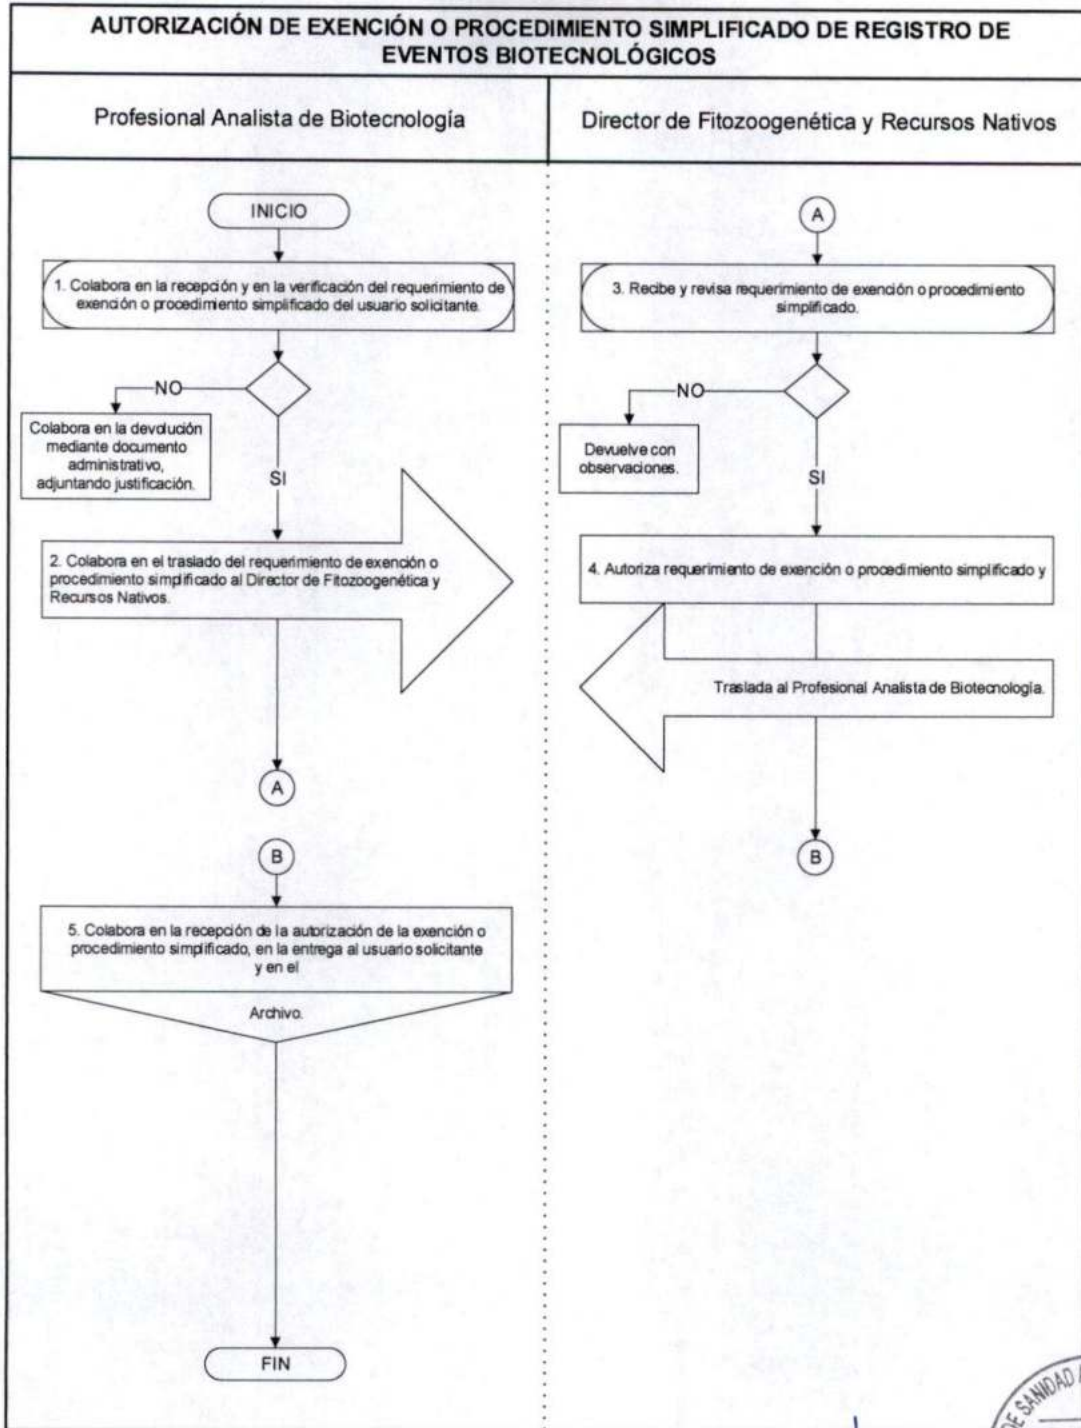 AUTORIZACIÓN DE EXENCIÓN O PROCEDIMIENTO SIMPLIFICADO DE REGISTRO DE
EVENTOS BIOTECNOLÓGICOS
Profesional Analista de Biotecnología
Director de Fitozoogenética y Recursos Nativos
INICIO
1. Colabora en la recepción y en la verificación del requerimiento de
exención o procedimiento simplificado del usuario solicitante.
NO
Colabora en la devolución
mediante documento
administrativo,
adjuntando justificación.
SI
2. Colabora en el traslado del requerimiento de exención o
procedimiento simplificado al Director de Fitozoogenética y
Recursos Nativos.
A
B
5. Colabora en la recepción de la autorización de la exención o
procedimiento simplificado, en la entrega al usuario solicitante
y en el
Archivo.
FIN
A
3. Recibe y revisa requerimiento de exención o procedimiento
simplificado.
NO
Devuelve con
observaciones.
SI
4. Autoriza requerimiento de exención o procedimiento simplificado y
Traslada al Profesional Analista de Biotecnología.
B
DE SANIDAD